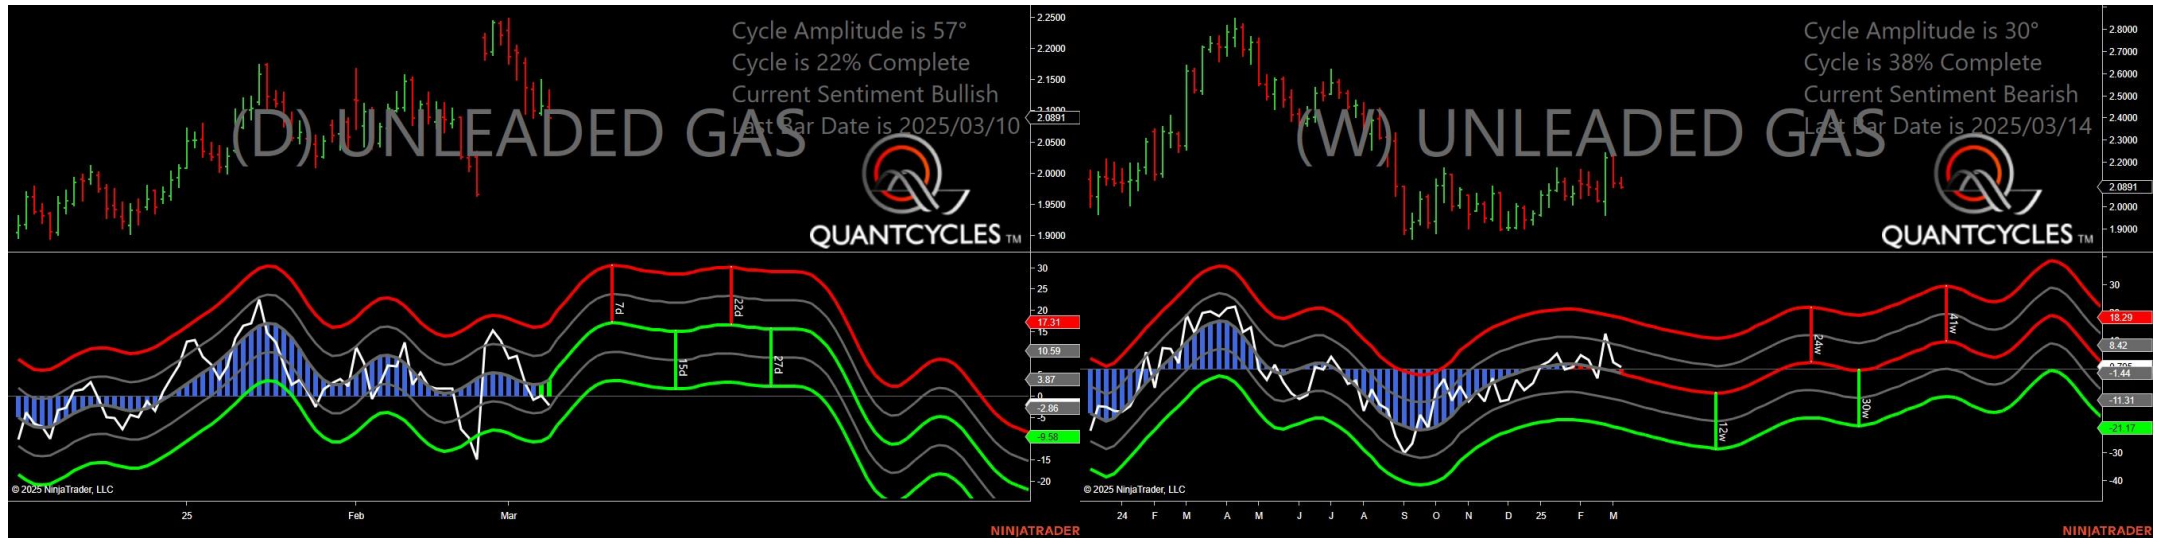 Cycle Amplitude is 57°
Cycle is 22% Complete
Current Sentiment Bullish
Last Bar Date is 2025/03/10
(D) UNLEADED GAS
QUANTCYCLES TM
2.2500
2.2000
2.1500
2.1000
2.0891
2.0500
2.0000
1.9500
1.9000
7d
22d
15d
27d
30
25
20
17.31
15
10.59
5
3.87
0
-2.86
-5
-9.58
-15
-20
© 2025 NinjaTrader, LLC
25
Feb
Mar
NINJATRADER
Cycle Amplitude is 30°
Cycle is 38% Complete
Current Sentiment Bearish
Last Bar Date is 2025/03/14
(W) UNLEADED GAS
QUANTCYCLES TM
2.8000
2.7000
2.6000
2.5000
2.4000
2.3000
2.2000
2.0891
2.0000
1.9000
24w
41w
12w
30w
30
18.29
8.42
-1.44
-11.31
-21.17
-30
-40
© 2025 NinjaTrader, LLC
24
F
M
A
M
J
J
A
S
O
N
D
25
F
M
NINJATRADER